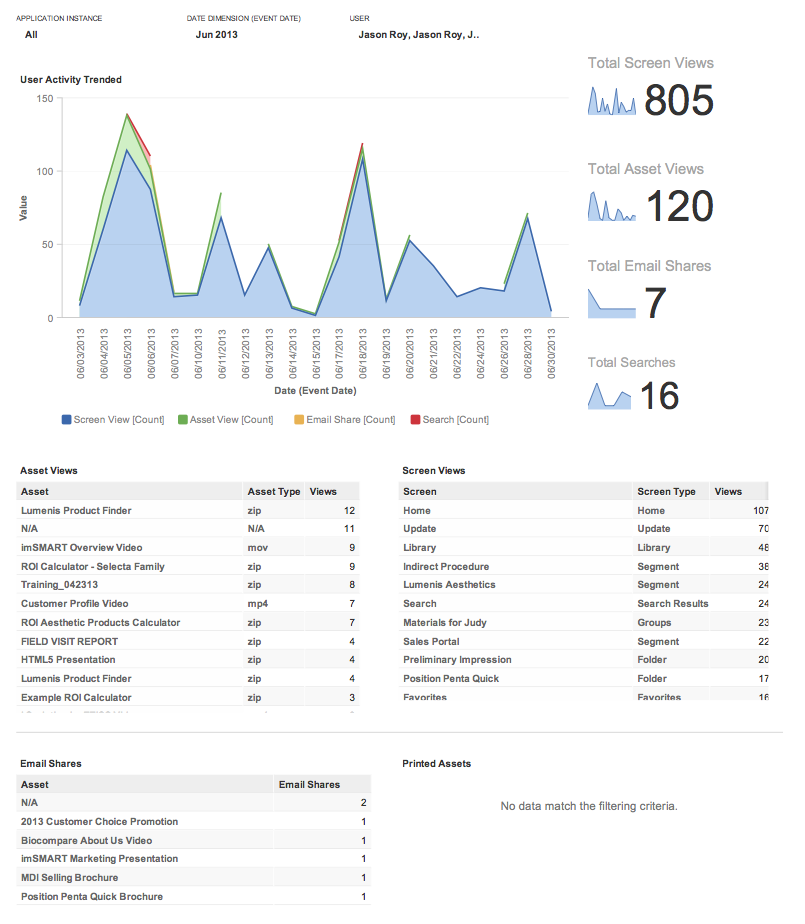 APPLICATION INSTANCE DATE DIMENSION (EVENT DATE) USER
All Jun 2013 Jason Roy, Jason Roy, J..
User Activity Trended
150
100
50
0
Value
06/03/2013 06/04/2013 06/05/2013 06/06/2013 06/07/2013 06/10/2013 06/11/2013 06/12/2013 06/13/2013 06/14/2013 06/15/2013 06/17/2013 06/18/2013 06/19/2013 06/20/2013 06/21/2013 06/22/2013 06/24/2013 06/26/2013 06/28/2013 06/30/2013
Date (Event Date)
Screen View [Count] Asset View [Count] Email Share [Count] Search [Count]
Total Screen Views
805
Total Asset Views
120
Total Email Shares
7
Total Searches
16
Asset Views
Asset Asset Type Views
Lumenis Product Finder zip 12
N/A N/A 11
imSMART Overview Video mov 9
ROI Calculator - Selecta Family zip 9
Training_042313 zip 8
Customer Profile Video mp4 7
ROI Aesthetic Products Calculator zip 7
FIELD VISIT REPORT zip 4
HTML5 Presentation zip 4
Lumenis Product Finder zip 4
Example ROI Calculator zip 3
Screen Views
Screen Screen Type Views
Home Home 107
Update Update 70
Library Library 48
Indirect Procedure Segment 38
Lumenis Aesthetics Segment 24
Search Search Results 24
Materials for Judy Groups 23
Sales Portal Segment 22
Preliminary Impression Folder 20
Position Penta Quick Folder 17
Favorites Favorites 16
Email Shares
Asset Email Shares
N/A 2
2013 Customer Choice Promotion 1
Biocompare About Us Video 1
imSMART Marketing Presentation 1
MDI Selling Brochure 1
Position Penta Quick Brochure 1
Printed Assets
No data match the filtering criteria.